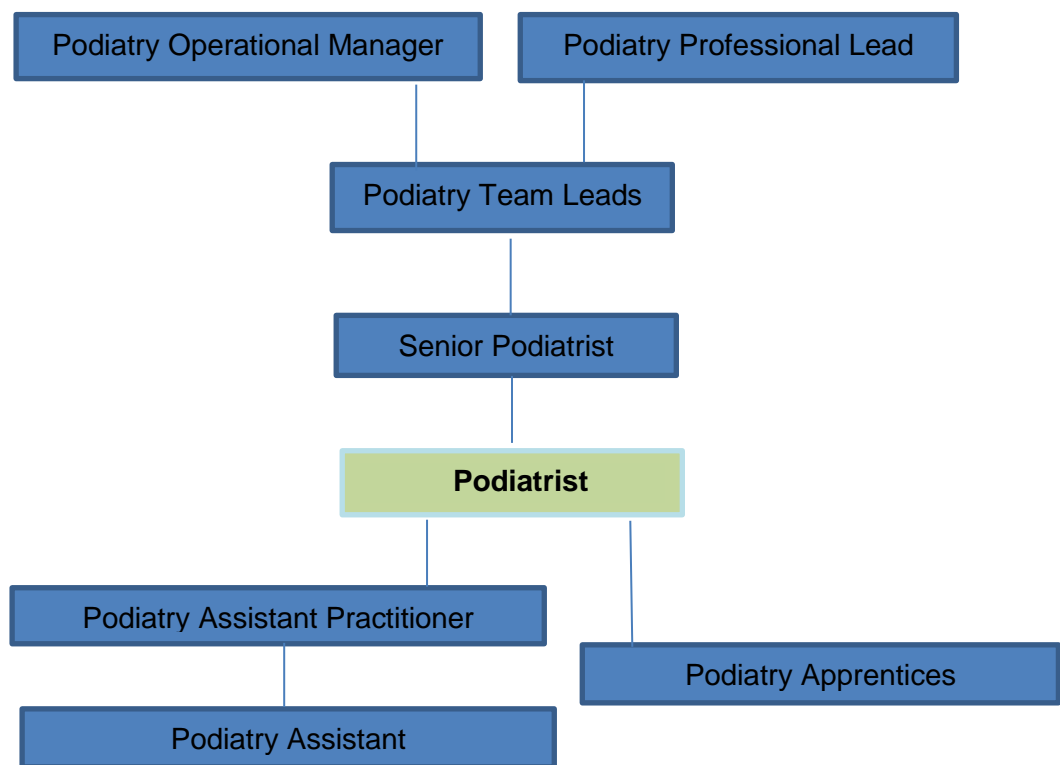 Podiatry Operational Manager
Podiatry Professional Lead
Podiatry Team Leads
Senior Podiatrist
Podiatrist
Podiatry Assistant Practitioner
Podiatry Apprentices
Podiatry Assistant